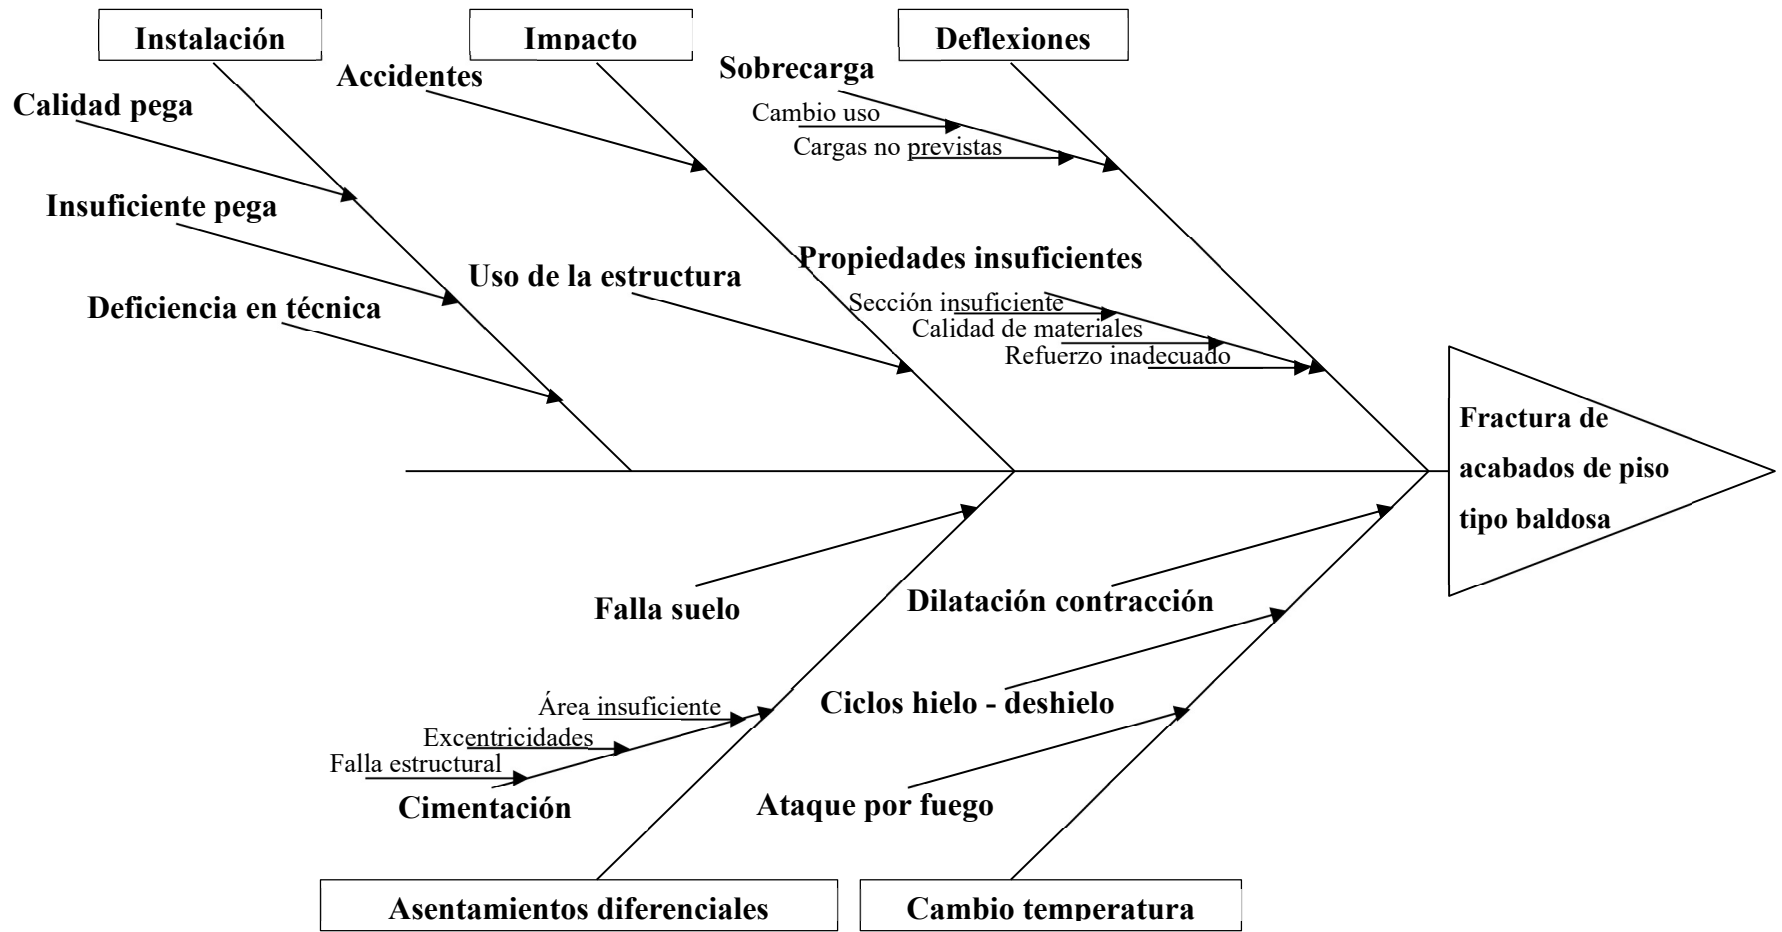 Instalación
Impacto
Deflexiones
Accidentes
Sobrecarga
Calidad pega
Cambio uso
Cargas no previstas
Insuficiente pega
Uso de la estructura
Propiedades insuficientes
Deficiencia en técnica
Sección insuficiente
Calidad de materiales
Refuerzo inadecuado
Fractura de
acabados de piso
tipo baldosa
Falla suelo
Dilatación contracción
Área insuficiente
Ciclos hielo - deshielo
Excentricidades
Falla estructural
Cimentación
Ataque por fuego
Asentamientos diferenciales
Cambio temperatura